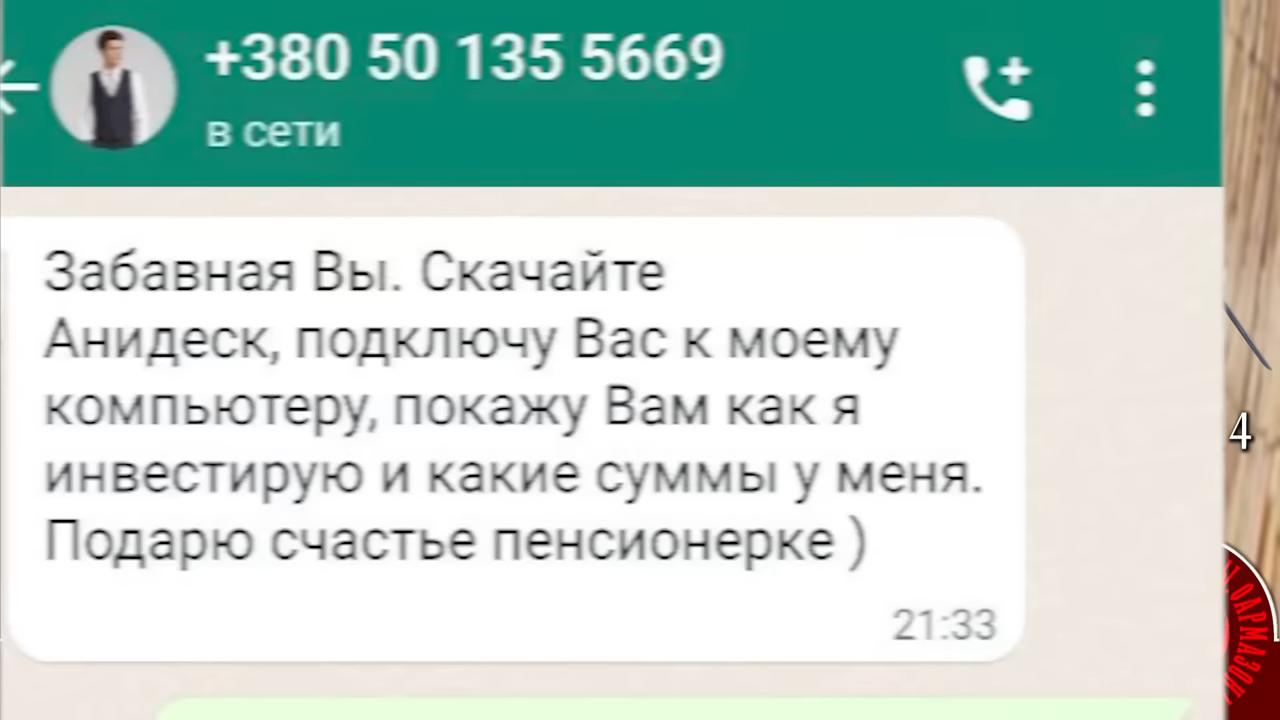 +380 50 135 5669
в сети
Забавная Вы. Скачайте
Анидеск, подключу Вас к моему
компьютеру, покажу Вам как я
инвестирую и какие суммы у меня.
Подарю счастье пенсионерке )
21:33
4